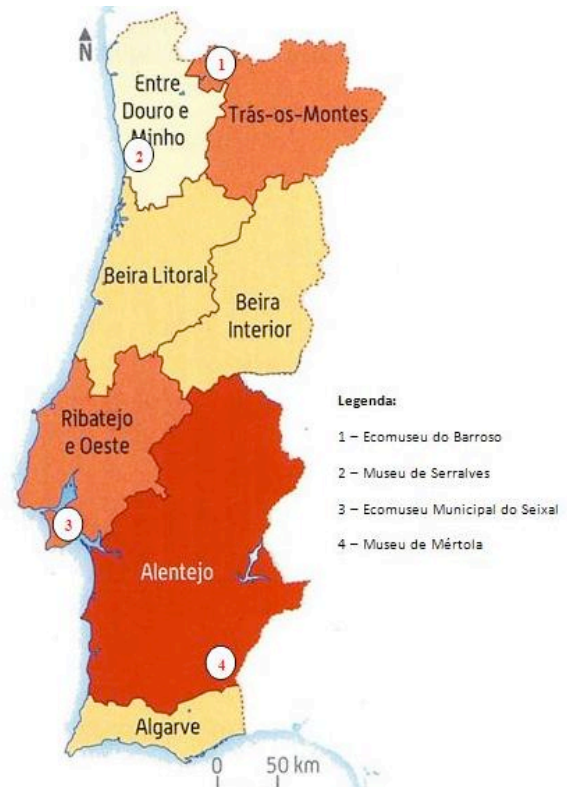 N
1
Entre
Douro e
Minho
2
Trás-os-Montes
Beira Litoral
Beira
Interior
Ribatejo
e Oeste
3
Alentejo
4
Algarve
0 50 km
Legenda:
1 – Ecomuseu do Barroso
2 – Museu de Serralves
3 – Ecomuseu Municipal do Seixal
4 – Museu de Mértola